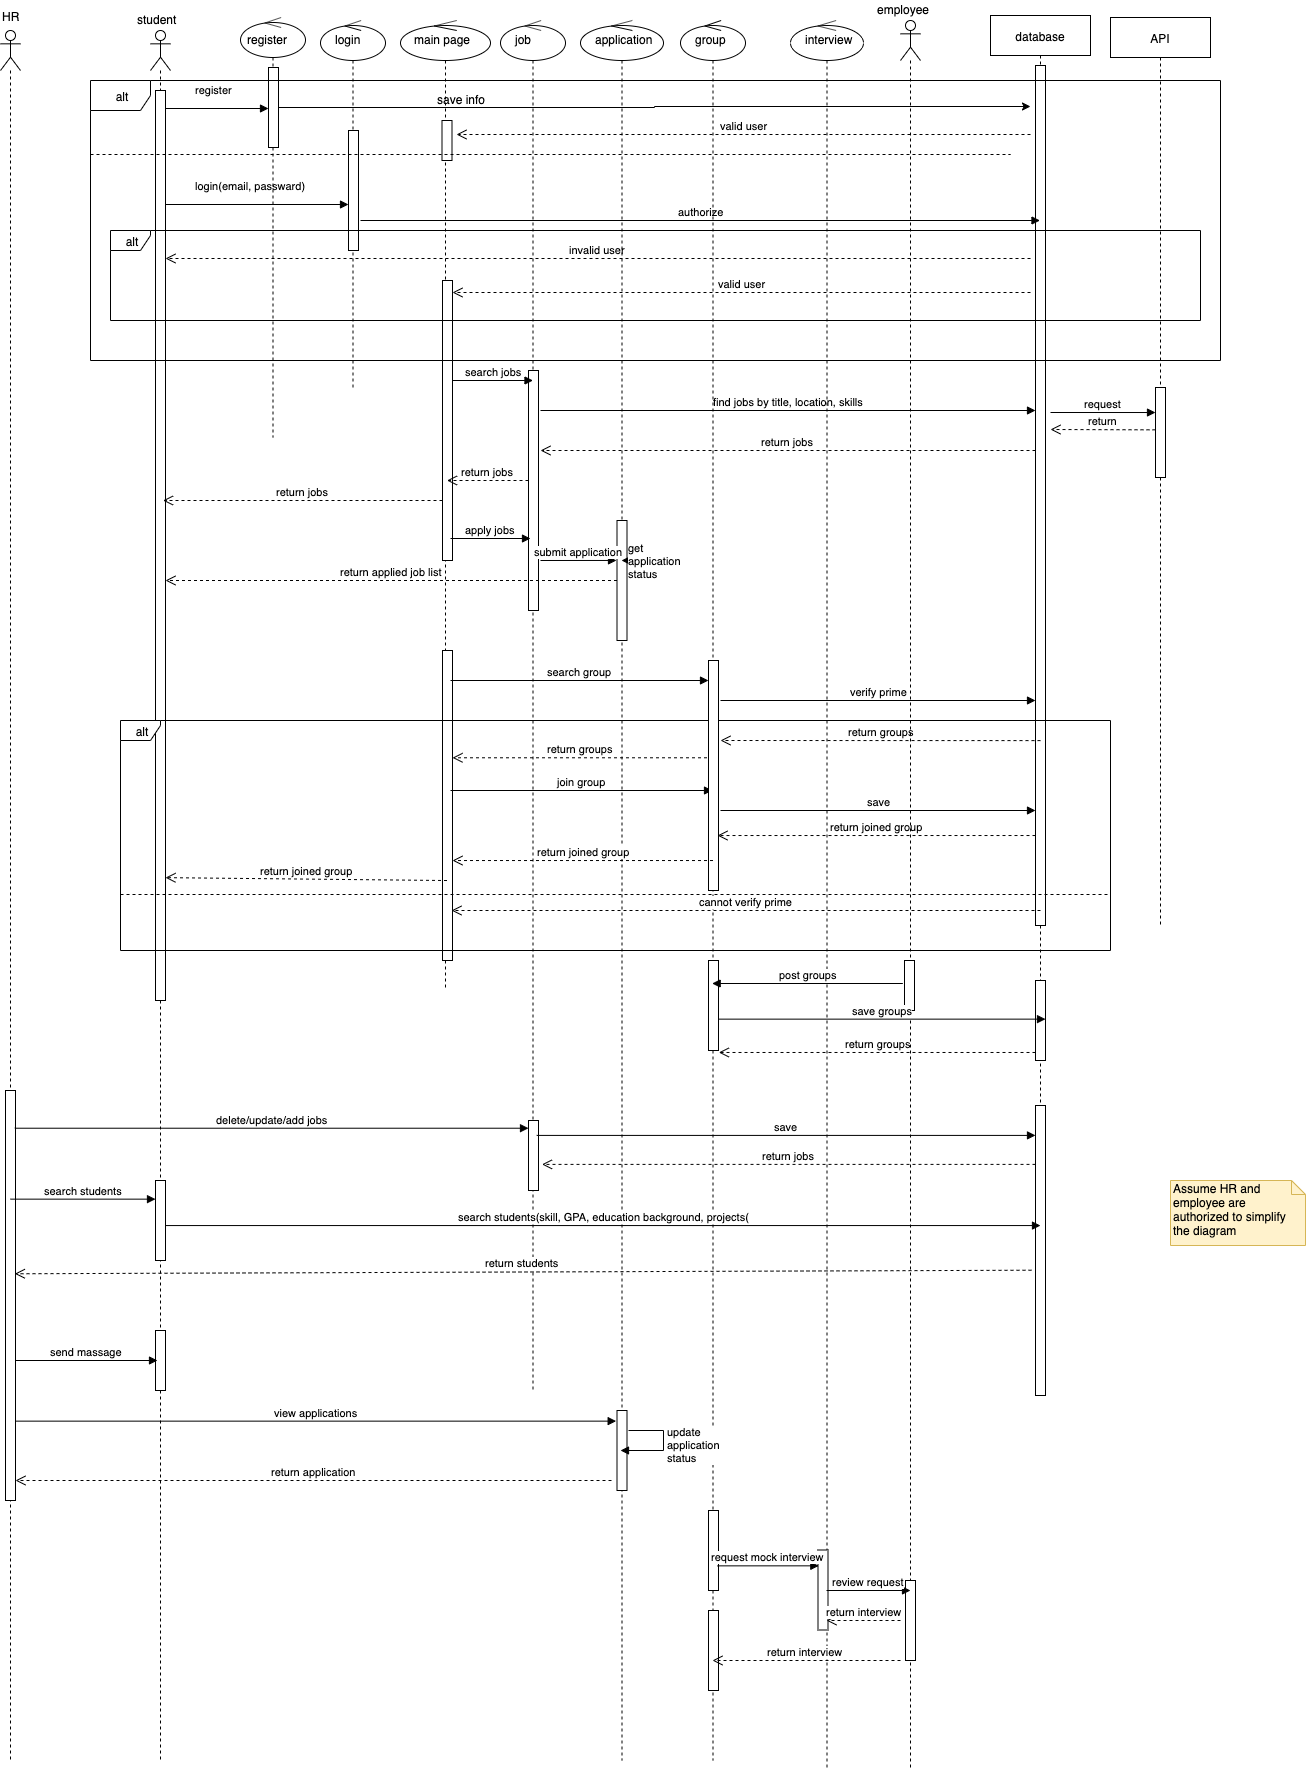 HR
student
register
login
main page
job
application
group
interview
employee
database
API
alt
register
save info
valid user
login(email, passward)
authorize
alt
invalid user
valid user
search jobs
find jobs by title, location, skills
request
return
return jobs
return jobs
return jobs
apply jobs
submit application
get
application
status
return applied job list
search group
verify prime
alt
return groups
return groups
join group
save
return joined group
return joined group
return joined group
cannot verify prime
post groups
save groups
return groups
delete/update/add jobs
save
return jobs
search students
Assume HR and
employee are
authorized to simplify
the diagram
search students(skill, GPA, education background, projects(
return students
send massage
view applications
update
application
status
return application
request mock interview
review request
return interview
return interview